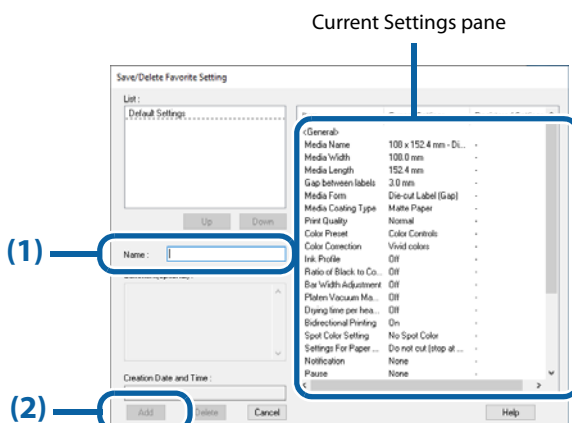 Current Settings pane
Save/Delete Favorite Setting
List :
Default Settings
Up Down
(1)
Name :
Creation Date and Time :
(2)
Add Delete Cancel
<General>
Media Name 100 x 152.4 mm - Di... -
Media Width 100.0 mm -
Media Length 152.4 mm -
Gap between labels 3.0 mm -
Media Form Die-cut Label (Gap) -
Media Coating Type Matte Paper -
Print Quality Normal -
Color Preset Color Controls -
Color Correction Vivid colors -
Ink Profile Off -
Ratio of Black to Co... Off -
Bar Width Adjustment Off -
Platen Vacuum Ma... Off -
Drying time per hea... Off -
Bidirectional Printing On -
Spot Color Setting No Spot Color -
Settings For Paper ... Do not cut (stop at ... -
Notification None -
Pause None -
Help